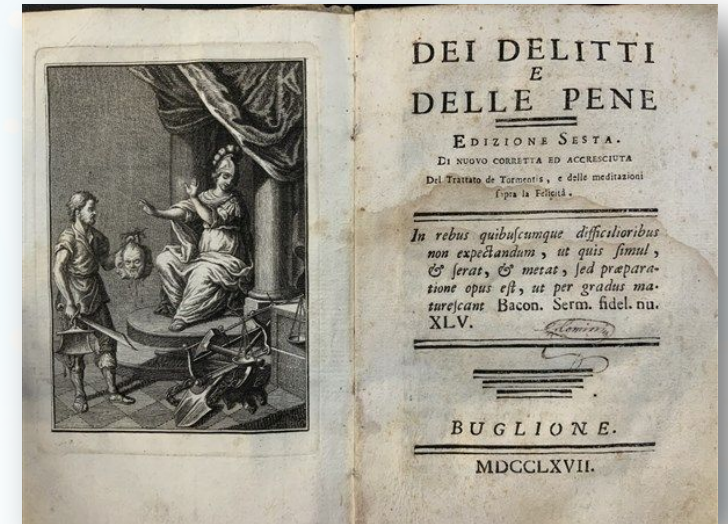 DEI DELITTI
E
DELLE PENE
EDIZIONE SESTA.
DI NUOVO CORRETTA ED ACCRESCIUTA
Del Trattato de Tormentis, e delle meditazioni
ſipra la Felicità.
In rebus quibuſcumque difficilioribus
non expectandum, ut quis ſimul,
& ſerat, & metat, ſed præpara-
tione opus eſt, ut per gradus ma-
tureſcant Bacon. Serm. fidel. nu.
XLV.
BUGLIONE.
MDCCLXVII.